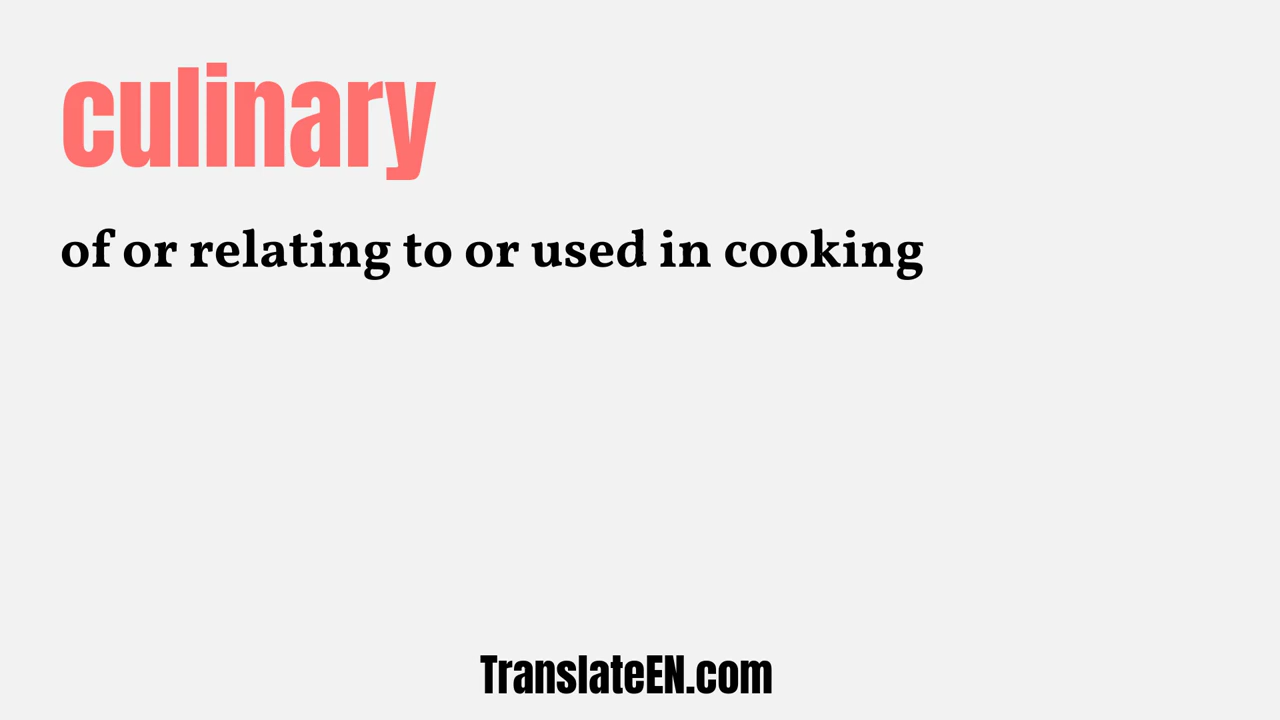 culinary
of or relating to or used in cooking
TranslateEN.com